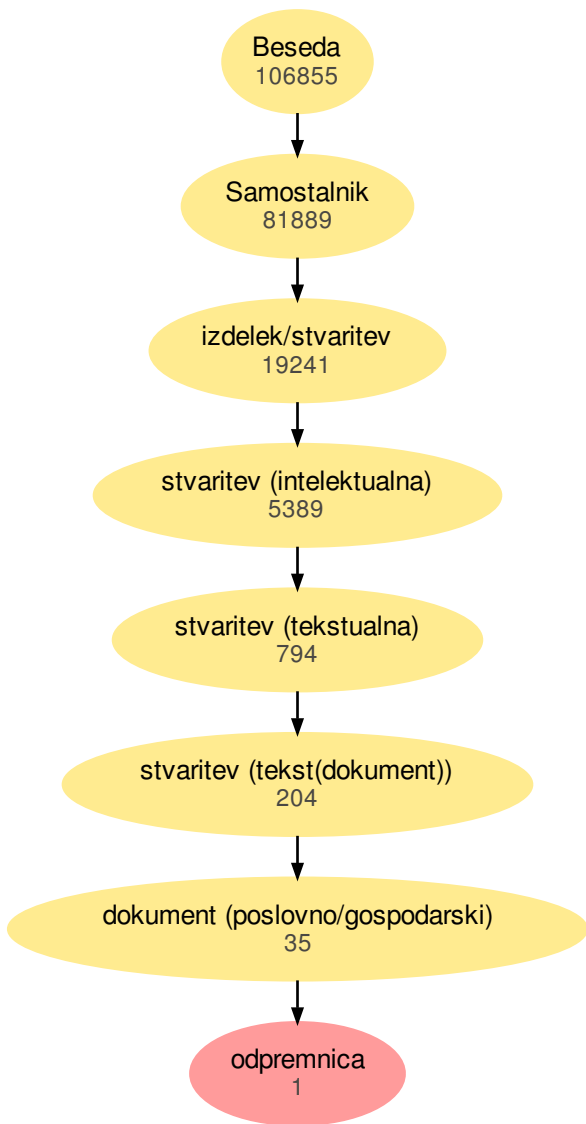 Beseda
106855
Samostalnik
81889
izdelek/stvaritev
19241
stvaritev (intelektualna)
5389
stvaritev (tekstualna)
794
stvaritev (tekst(dokument))
204
dokument (poslovno/gospodarski)
35
odpremnica
1